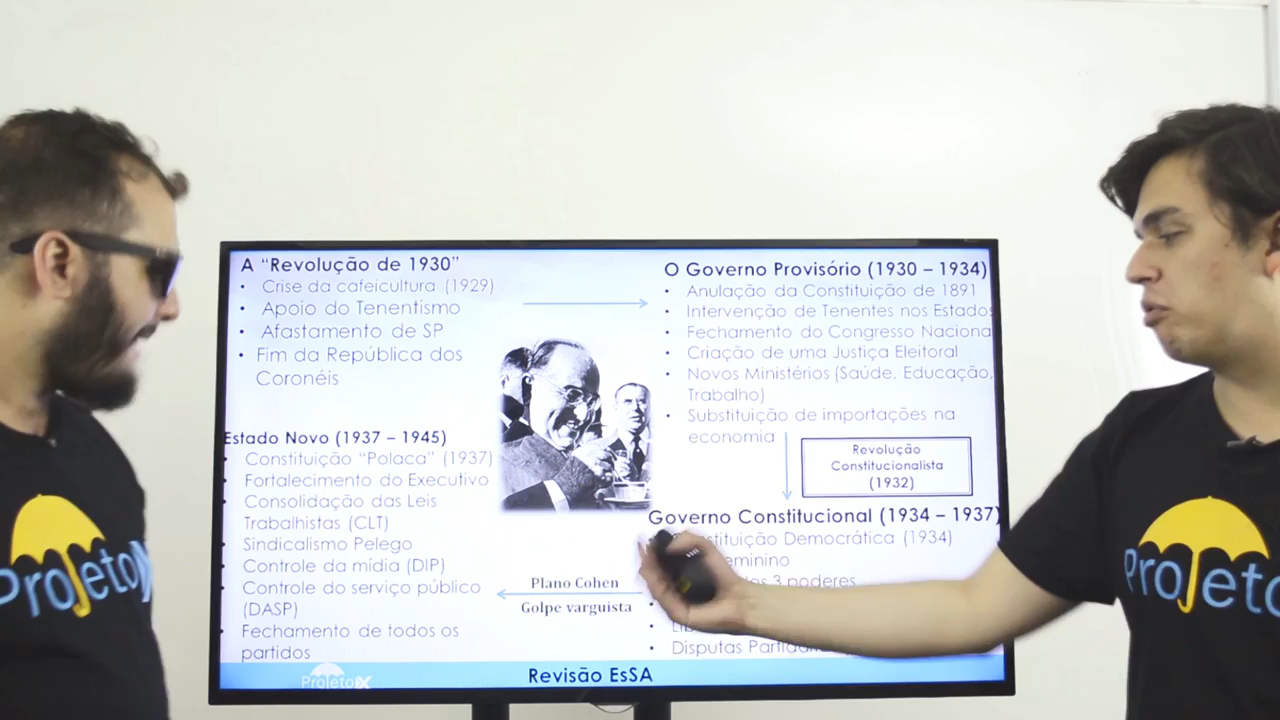 A “Revolução de 1930”
• Crise da cafeicultura (1929)
• Apoio do Tenentismo
• Afastamento de SP
• Fim da República dos
Coronéis
O Governo Provisório (1930 – 1934)
• Anulação da Constituição de 1891
• Intervenção de Tenentes nos Estados
• Fechamento do Congresso Naciona
• Criação de uma Justiça Eleitoral
• Novos Ministérios (Saúde, Educação,
Trabalho)
• Substituição de importações na
economia
Revolução
Constitucionalista
(1932)
Governo Constitucional (1934 – 1937)
Democrática (1934)
3 poderes
• Disputas
Plano Cohen
Golpe varguista
Estado Novo (1937 – 1945)
Constituição “Polaca” (1937)
Fortalecimento do Executivo
Consolidação das Leis
Trabalhistas (CLT)
Sindicalismo Pelego
Controle da mídia (DIP)
Controle do serviço público
(DASP)
Fechamento de todos os
partidos
ProjetoX
Revisão EsSA
ProJeto
ProJeto